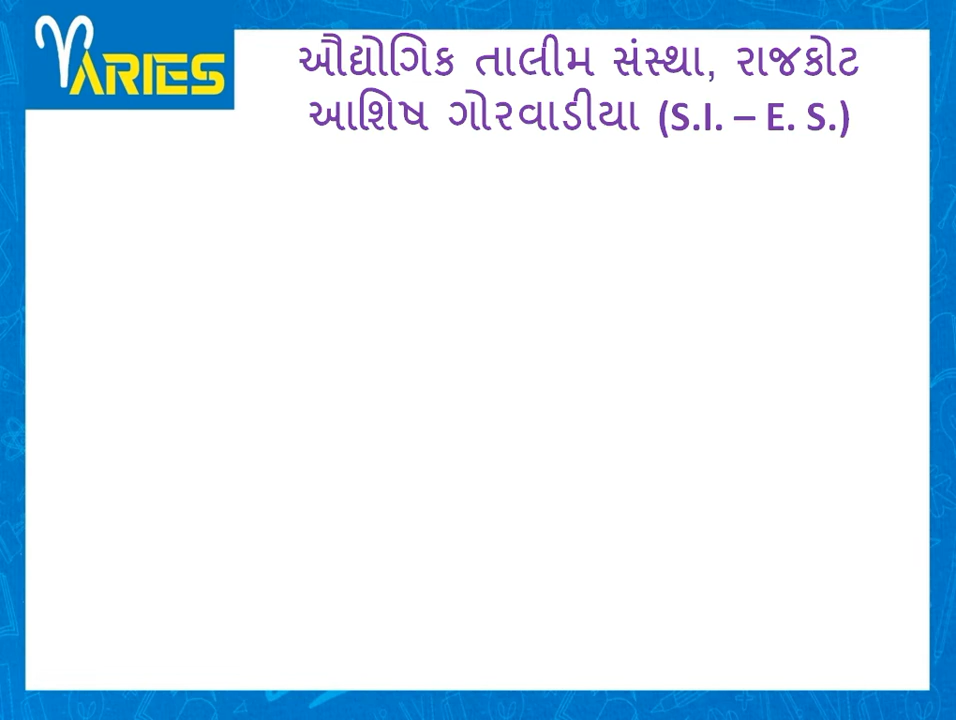 ARIES
ઔદ્યોગિક તાલીમ સંસ્થા, રાજકોટ
આશિષ ગોરવાડીયા (S.I. – E. S.)